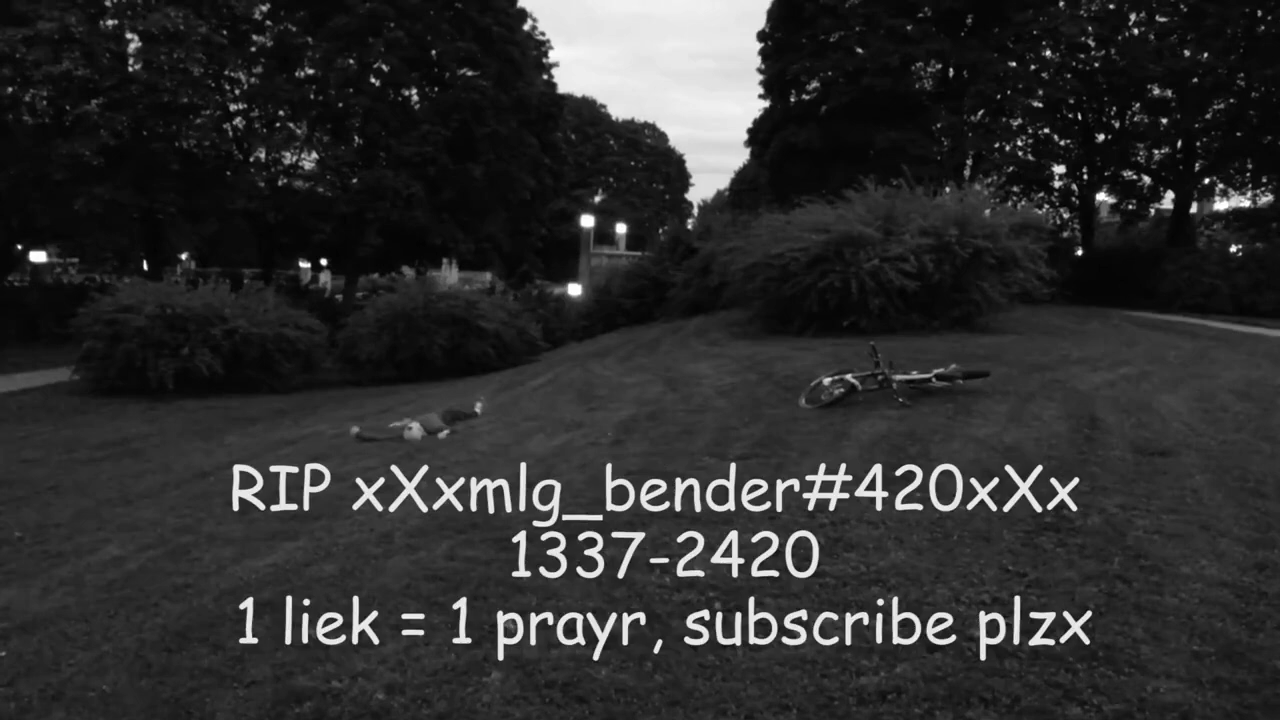 RIP xXxmlg_bender#420xXx
1337-2420
1 liek = 1 prayr, subscribe plzx